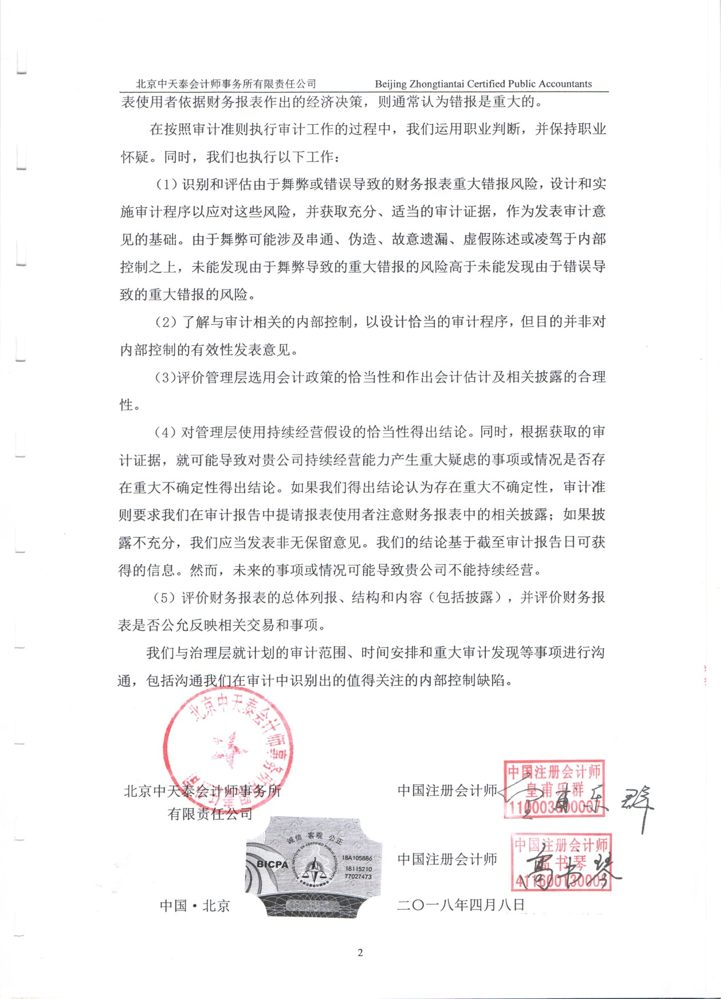 北京中天泰会计师事务所有限责任公司 Beijing Zhongtiantai Certified Public Accountants
表使用者依据财务报表作出的经济决策，则通常认为错报是重大的。
在按照审计准则执行审计工作的过程中，我们运用职业判断，并保持职业
怀疑。同时，我们也执行以下工作：
（1）识别和评估由于舞弊或错误导致的财务报表重大错报风险，设计和实
施审计程序以应对这些风险，并获取充分、适当的审计证据，作为发表审计意
见的基础。由于舞弊可能涉及串通、伪造、故意遗漏、虚假陈述或凌驾于内部
控制之上，未能发现由于舞弊导致的重大错报的风险高于未能发现由于错误导
致的重大错报的风险。
（2）了解与审计相关的内部控制，以设计恰当的审计程序，但目的并非对
内部控制的有效性发表意见。
（3)评价管理层选用会计政策的恰当性和作出会计估计及相关披露的合理
性。
（4）对管理层使用持续经营假设的恰当性得出结论。同时，根据获取的审
计证据，就可能导致对贵公司持续经营能力产生重大疑虑的事项或情况是否存
在重大不确定性得出结论。如果我们得出结论认为存在重大不确定性，审计准
则要求我们在审计报告中提请报表使用者注意财务报表中的相关披露；如果披
露不充分，我们应当发表非无保留意见。我们的结论基于截至审计报告日可获
得的信息。然而，未来的事项或情况可能导致贵公司不能持续经营。
（5）评价财务报表的总体列报、结构和内容（包括披露），并评价财务报
表是否公允反映相关交易和事项。
我们与治理层就计划的审计范围、时间安排和重大审计发现等事项进行沟
通，包括沟通我们在审计中识别出的值得关注的内部控制缺陷。
北京中天泰会计师事务所有限责任公司
北京中天泰会计师事务所
有限责任公司
中国注册会计师
中国注册会计师
皇甫乐群
110003800007
皇甫乐群
诚信 客观 公正
BEIJING INSTITUTE OF CERTIFIED PUBLIC ACCOUNTANTS
BICPA
18A105886
18115210
77027473
中国注册会计师
中国注册会计师
高书琴
411600130005
高书琴
中国·北京
二〇一八年四月八日
2